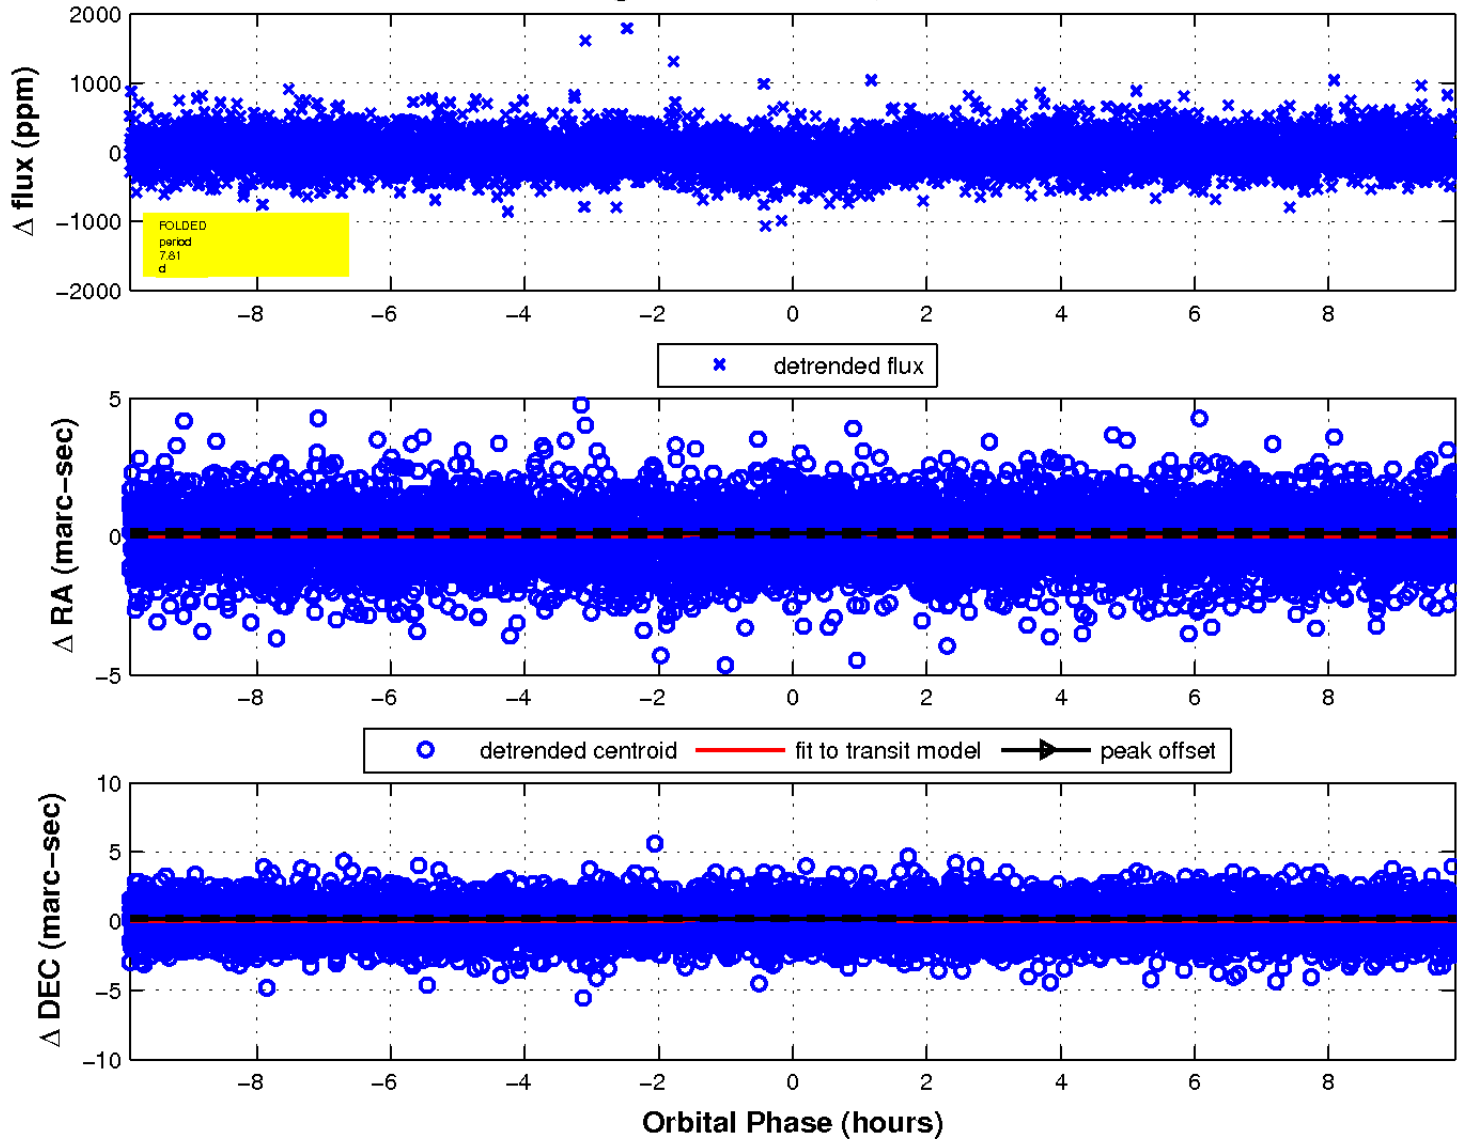 2000
1000
0
−1000
−2000
Δ flux (ppm)
FOLDED
period
7.81
d
−8 −6 −4 −2 0 2 4 6 8
detrended flux
5
0
−5
Δ RA (marc−sec)
−8 −6 −4 −2 0 2 4 6 8
detrended centroid fit to transit model peak offset
10
5
0
−5
−10
Δ DEC (marc−sec)
−8 −6 −4 −2 0 2 4 6 8
Orbital Phase (hours)